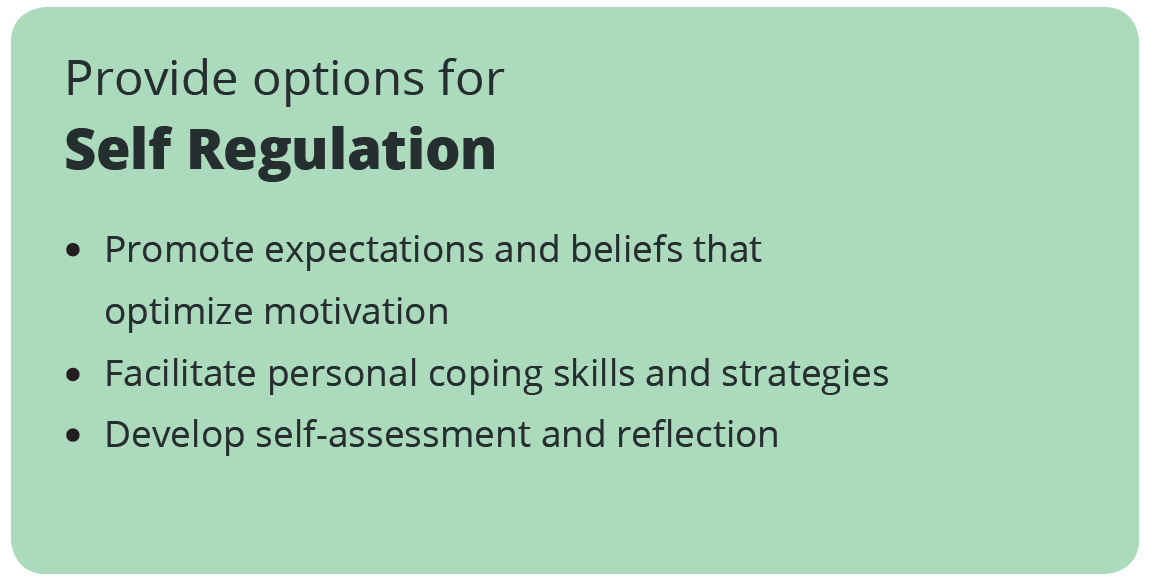 Provide options for
Self Regulation
• Promote expectations and beliefs that
optimize motivation
• Facilitate personal coping skills and strategies
• Develop self-assessment and reflection